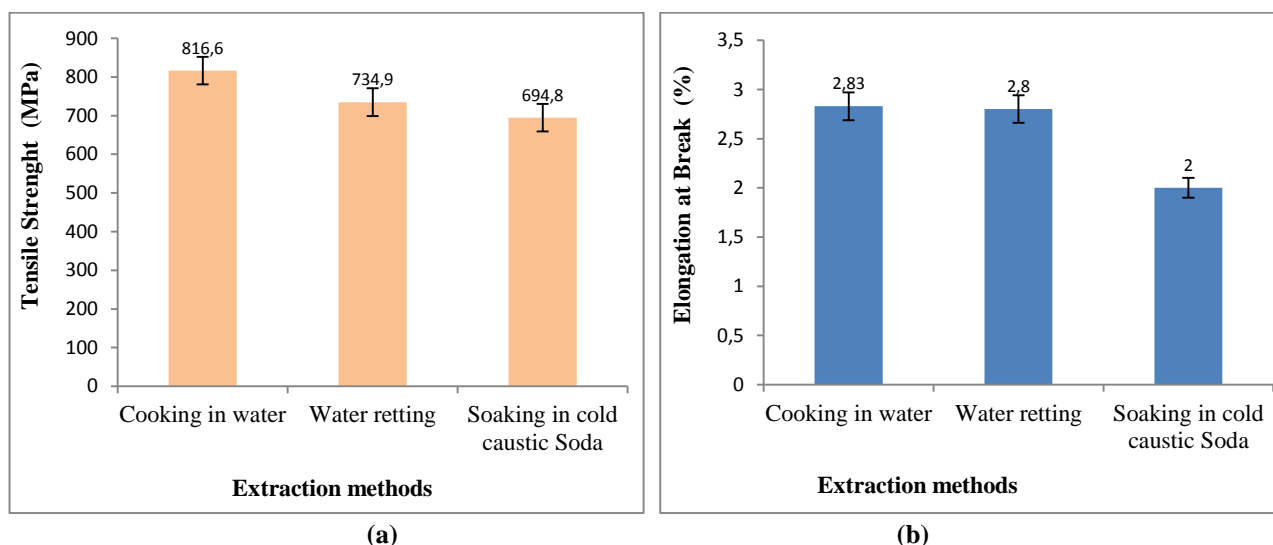 Tensile Strenght (MPa)
900
800
700
600
500
400
300
200
100
0
816,6
734,9
694,8
Cooking in water
Water retting
Soaking in cold
caustic Soda
Extraction methods
(a)
Elongation at Break (%)
3,5
3
2,5
2
1,5
1
0,5
0
2,83
2,8
2
Cooking in water
Water retting
Soaking in cold
caustic Soda
Extraction methods
(b)